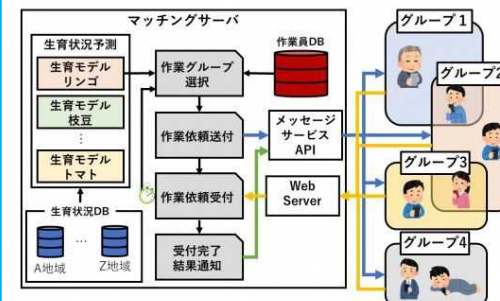 マッチングサーバ
生育状況予測
生育モデル
リンゴ
生育モデル
枝豆
⋮
生育モデル
トマト
生育状況DB
A地域
…
Z地域
作業グループ
選択
作業依頼送付
作業依頼受付
受付完了
結果通知
作業員DB
メッセージ
サービス
API
Web
Server
グループ1
グループ2
グループ3
グループ4